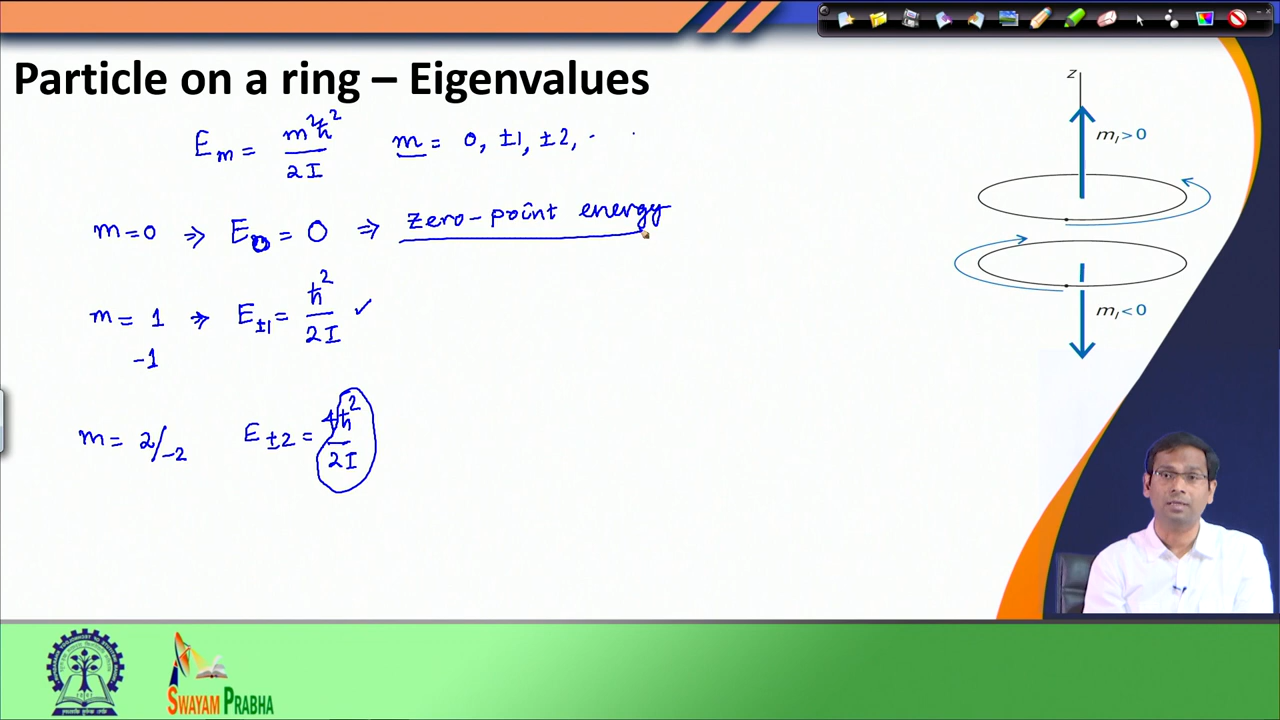 Particle on a ring – Eigenvalues
E_m = m²ħ² / 2I   m = 0, ±1, ±2, - .
m = 0 ⇒ E_0 = 0 ⇒ zero-point energy
m = 1 ⇒ E_±1 = ħ² / 2I ✓
-1
m = 2/-2   E_±2 = 4ħ² / 2I
z
m_l > 0
m_l < 0
SWAYAM PRABHA